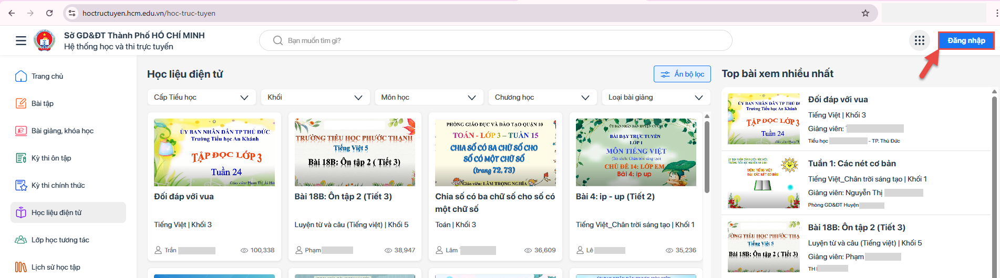 hoctructuyen.hcm.edu.vn/hoc-truc-tuyen
Sở GD&ĐT Thành Phố HỒ CHÍ MINH
Hệ thống học và thi trực tuyến
Bạn muốn tìm gì?
Đăng nhập
Trang chủ
Bài tập
Bài giảng, khóa học
Kỳ thi ôn tập
Kỳ thi chính thức
Học liệu điện tử
Lớp học tương tác
Lịch sử học tập
Học liệu điện tử
Ẩn bộ lọc
Cấp Tiểu học
Khối
Môn học
Chương học
Loại bài giảng
ỦY BAN NHÂN DÂN TP THỦ ĐỨC
Trường Tiểu học An Khánh
TẬP ĐỌC LỚP 3
Tuần 24
Giáo viên: Phạm Thị Ái
Đối đáp với vua
Tiếng Việt | Khối 3
Trần
100,338
TRƯỜNG TIỂU HỌC PHƯỚC THẠNH
Tiếng Việt 5
Bài 18B: Ôn tập 2 ( Tiết 3)
Bài 18B: Ôn tập 2 (Tiết 3)
Luyện từ và câu (Tiếng việt) | Khối 5
Phạm
38,947
PHÒNG GIÁO DỤC VÀ ĐÀO TẠO QUẬN 10
TOÁN - LỚP 3 – TUẦN 15
CHIA SỐ CÓ BA CHỮ SỐ CHO
SỐ CÓ MỘT CHỮ SỐ
(trang 72, 73)
Giáo viên: LÂM TRỌNG NGHĨA
Chia số có ba chữ số cho số có
một chữ số
Toán | Khối 3
Lâm
36,609
ỦY BAN NHÂN DÂN HUYỆN CỦ CHI
BÀI DẠY TRỰC TUYẾN
LỚP 1
MÔN TIẾNG VIỆT
(Bộ sách: Chân trời sáng tạo)
CHỦ ĐỀ 14: LỚP EM
Bài 4: ip up
Bài 4: ip - up (Tiết 2)
Tiếng Việt_Chân trời sáng tạo | Khối 1
Lê
35,236
Top bài xem nhiều nhất
ỦY BAN NHÂN DÂN TP THỦ
Trường Tiểu học An Khánh
TẬP ĐỌC LỚP 3
Tuần 24
Đối đáp với vua
Tiếng Việt | Khối 3
Giảng viên:
Tiểu học - TP. Thủ Đức
ỦY BAN NHÂN DÂN HUYỆN HÓC MÔN
TRƯỜNG TIỂU HỌC NGUYỄN AN NINH
MÔN: TIẾNG VIỆT
BÀI: CÁC NÉT CƠ BẢN
Tuần 1: Các nét cơ bản
Tiếng Việt_Chân trời sáng tạo | Khối 1
Giảng viên: Nguyễn Thị
Phòng GD&ĐT Huyện
TIỂU HỌC PHƯỚC
Tiếng Việt 5
Bài 18B: Ôn tập 2 ( Tiết 3)
Bài 18B: Ôn tập 2 (Tiết 3)
Luyện từ và câu (Tiếng việt) | Khối 5
Giảng viên: Phạm
TH